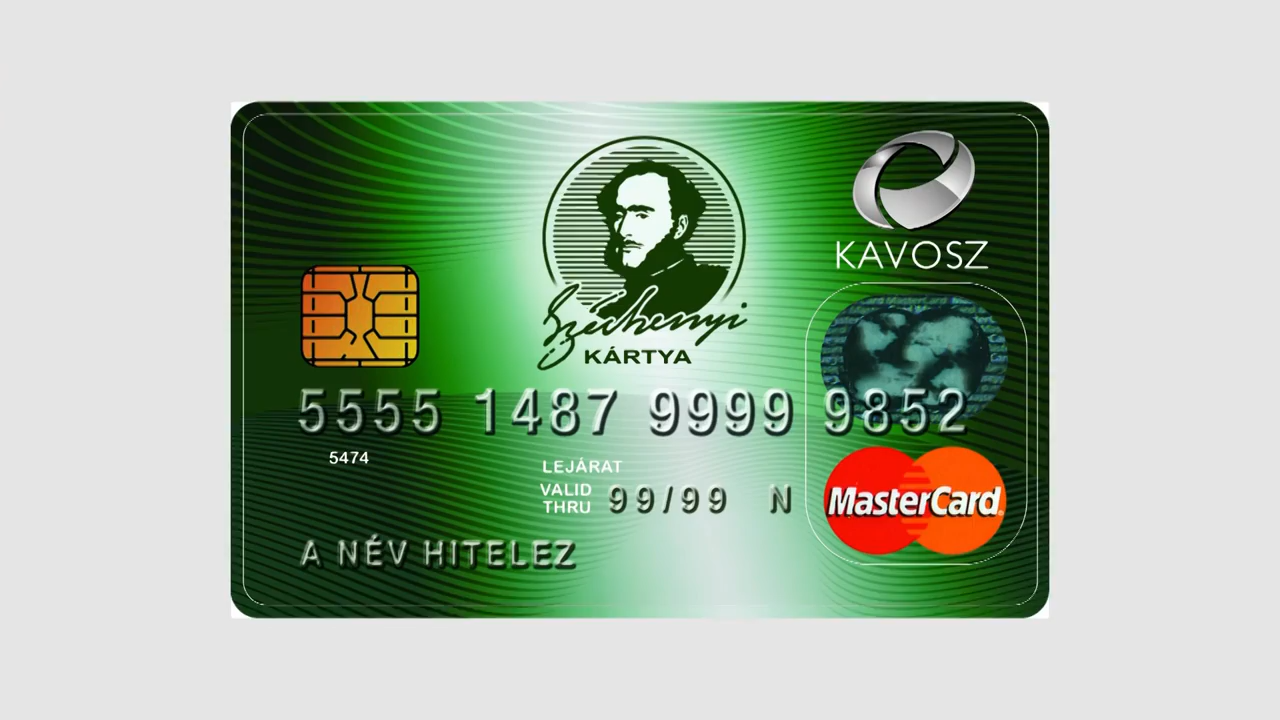 KAVOSZ
Széchenyi
KÁRTYA
5555 1487 9999 9852
5474
LEJÁRAT
VALID THRU 99/99 N
MasterCard
A NÉV HITELEZ